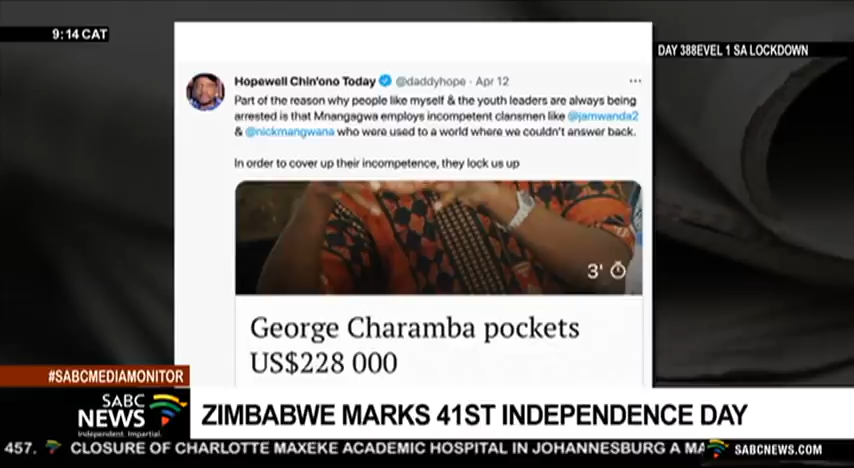 9:14 CAT
DAY 388EVEL 1 SA LOCKDOWN
Hopewell Chin'ono Today @daddyhope · Apr 12
Part of the reason why people like myself & the youth leaders are always being
arrested is that Mnangagwa employs incompetent clansmen like @jamwanda2
& @nickmangwana who were used to a world where we couldn't answer back.
In order to cover up their incompetence, they lock us up
3'
George Charamba pockets
US$228 000
#SABCMEDIAMONITOR
SABC
NEWS
Independent. Impartial.
ZIMBABWE MARKS 41ST INDEPENDENCE DAY
457. CLOSURE OF CHARLOTTE MAXEKE ACADEMIC HOSPITAL IN JOHANNESBURG A MA
SABCNEWS.COM